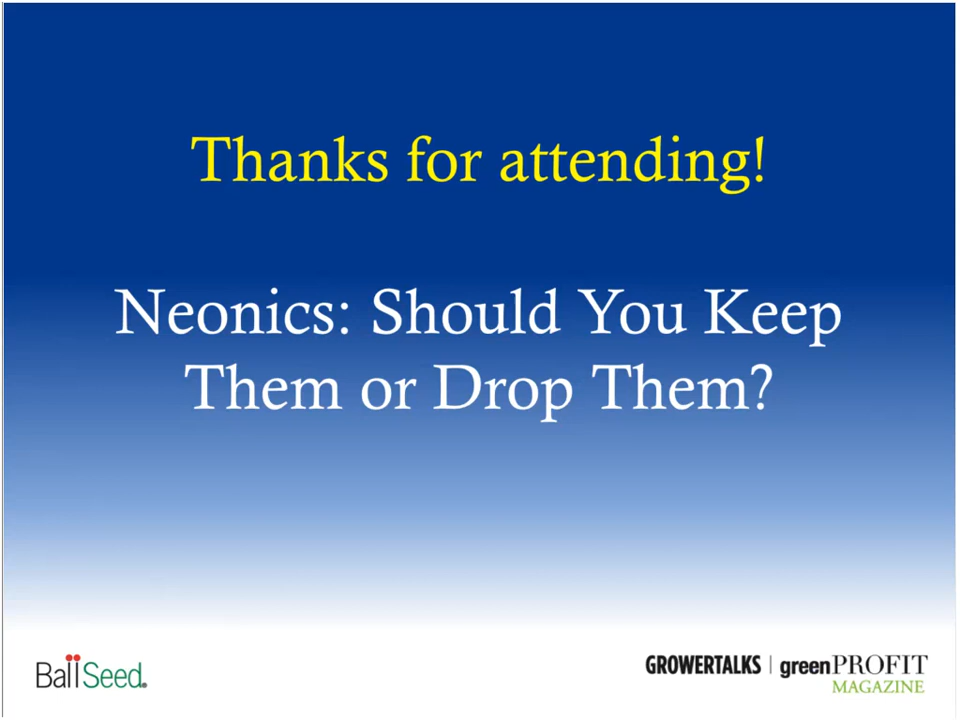 Thanks for attending!
Neonics: Should You Keep
Them or Drop Them?
Ball Seed®
GROWERTALKS | greenPROFIT
MAGAZINE